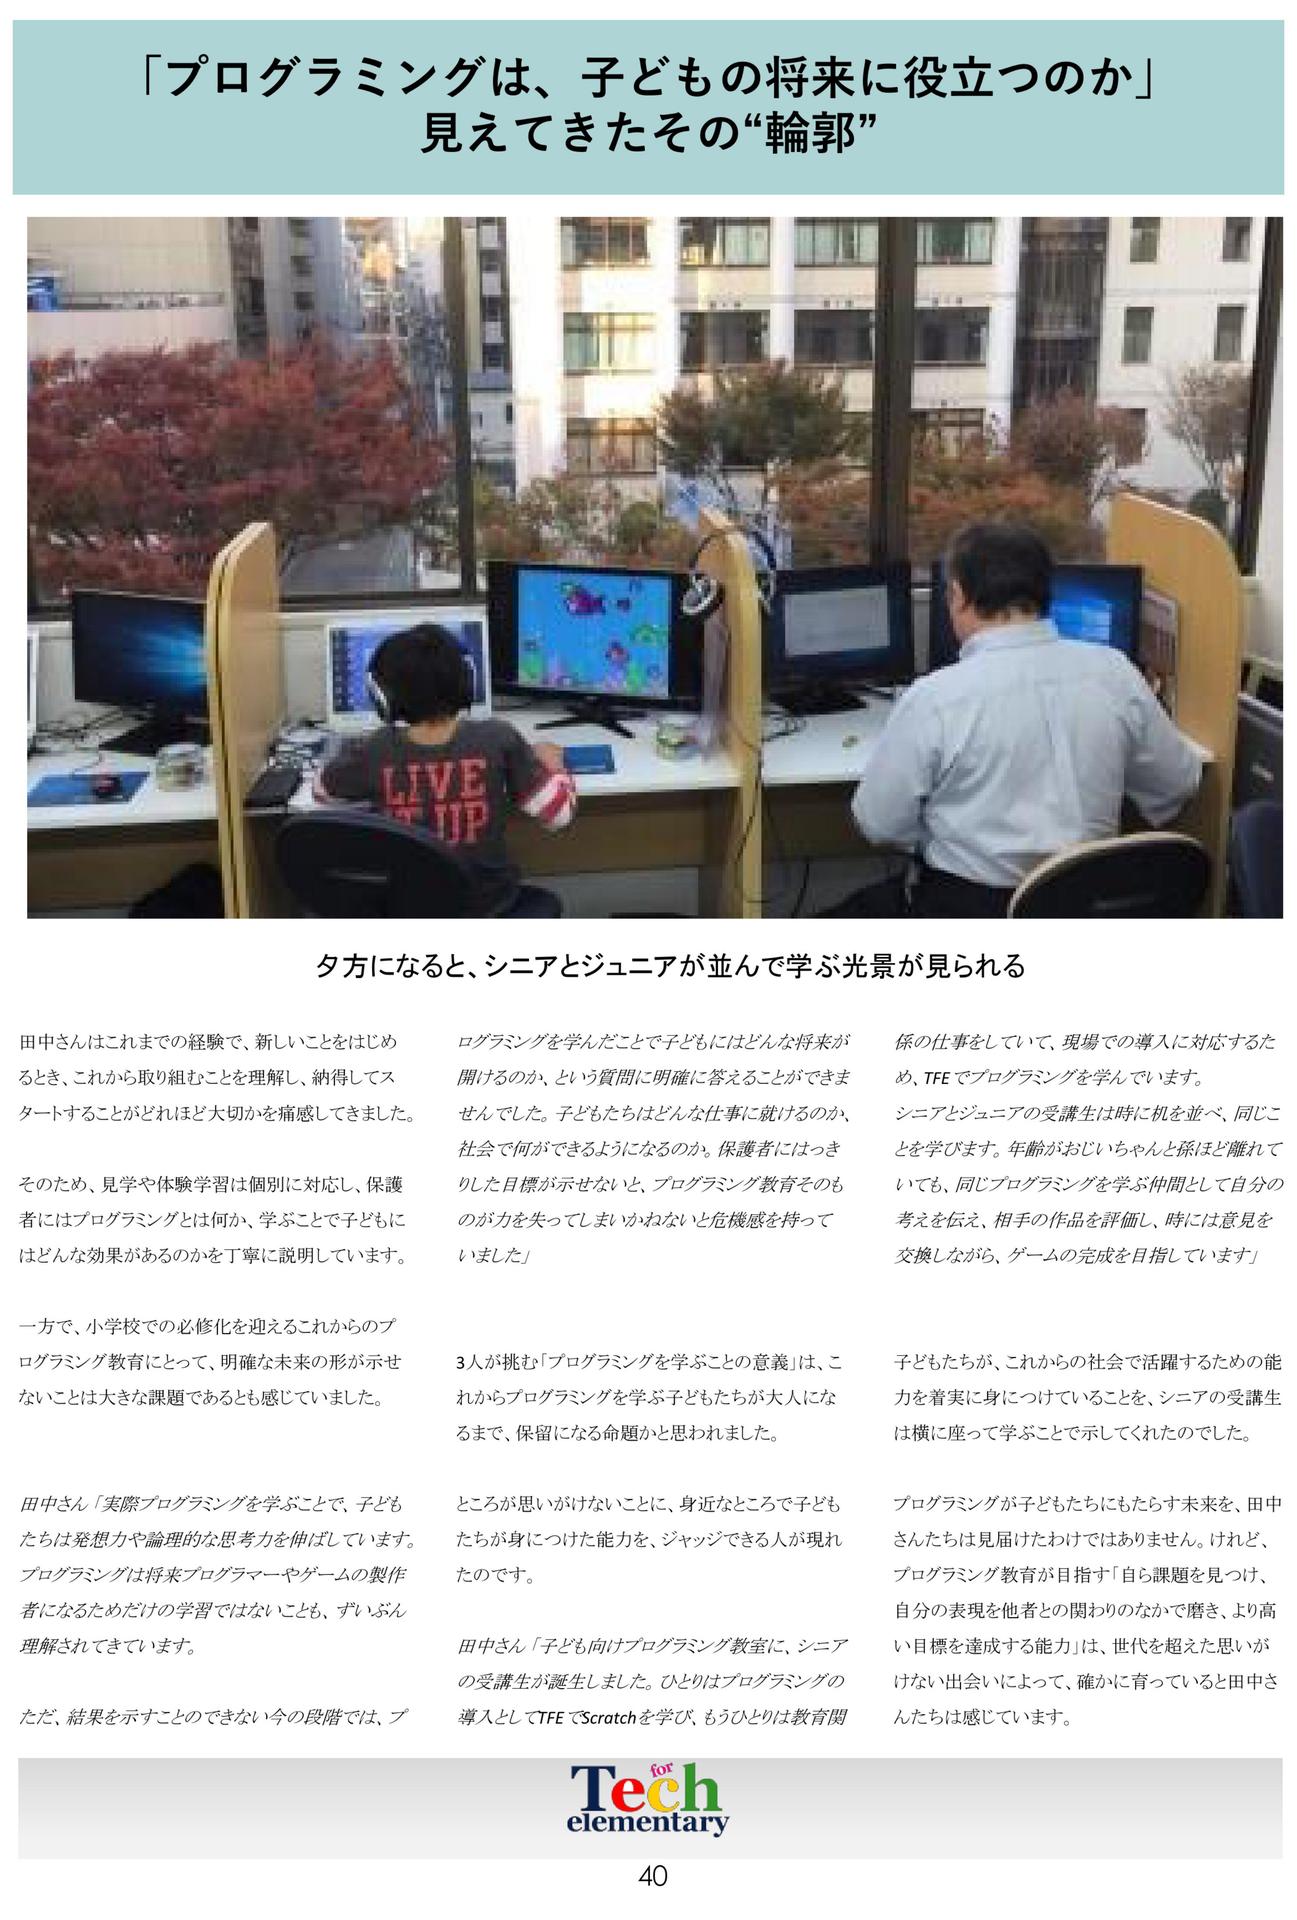 「プログラミングは、子どもの将来に役立つのか」
見えてきたその“輪郭”
LIVE
IT UP
夕方になると、シニアとジュニアが並んで学ぶ光景が見られる
田中さんはこれまでの経験で、新しいことをはじめ
るとき、これから取り組むことを理解し、納得してス
タートすることがどれほど大切かを痛感してきました。
そのため、見学や体験学習は個別に対応し、保護
者にはプログラミングとは何か、学ぶことで子どもに
はどんな効果があるのかを丁寧に説明しています。
一方で、小学校での必修化を迎えるこれからのプ
ログラミング教育にとって、明確な未来の形が示せ
ないことは大きな課題であるとも感じていました。
田中さん「実際プログラミングを学ぶことで、子ども
たちは発想力や論理的な思考力を伸ばしています。
プログラミングは将来プログラマーやゲームの製作
者になるためだけの学習ではないことも、ずいぶん
理解されてきています。
ただ、結果を示すことのできない今の段階では、プ
ログラミングを学んだことで子どもにはどんな将来が
開けるのか、という質問に明確に答えることができま
せんでした。子どもたちはどんな仕事に就けるのか、
社会で何ができるようになるのか。保護者にはっき
りした目標が示せないと、プログラミング教育そのも
のが力を失ってしまいかねないと危機感を持って
いました」
3人が挑む「プログラミングを学ぶことの意義」は、こ
れからプログラミングを学ぶ子どもたちが大人にな
るまで、保留になる命題かと思われました。
ところが思いがけないことに、身近なところで子ども
たちが身につけた能力を、ジャッジできる人が現れ
たのです。
田中さん「子ども向けプログラミング教室に、シニア
の受講生が誕生しました。ひとりはプログラミングの
導入としてTFEでScratchを学び、もうひとりは教育関
係の仕事をしていて、現場での導入に対応するた
め、TFEでプログラミングを学んでいます。
シニアとジュニアの受講生は時に机を並べ、同じこ
とを学びます。年齢がおじいちゃんと孫ほど離れて
いても、同じプログラミングを学ぶ仲間として自分の
考えを伝え、相手の作品を評価し、時には意見を
交換しながら、ゲームの完成を目指しています」
子どもたちが、これからの社会で活躍するための能
力を着実に身につけていることを、シニアの受講生
は横に座って学ぶことで示してくれたのでした。
プログラミングが子どもたちにもたらす未来を、田中
さんたちは見届けたわけではありません。けれど、
プログラミング教育が目指す「自ら課題を見つけ、
自分の表現を他者との関わりのなかで磨き、より高
い目標を達成する能力」は、世代を超えた思いが
けない出会いによって、確かに育っていると田中さ
んたちは感じています。
Tech for
elementary
40